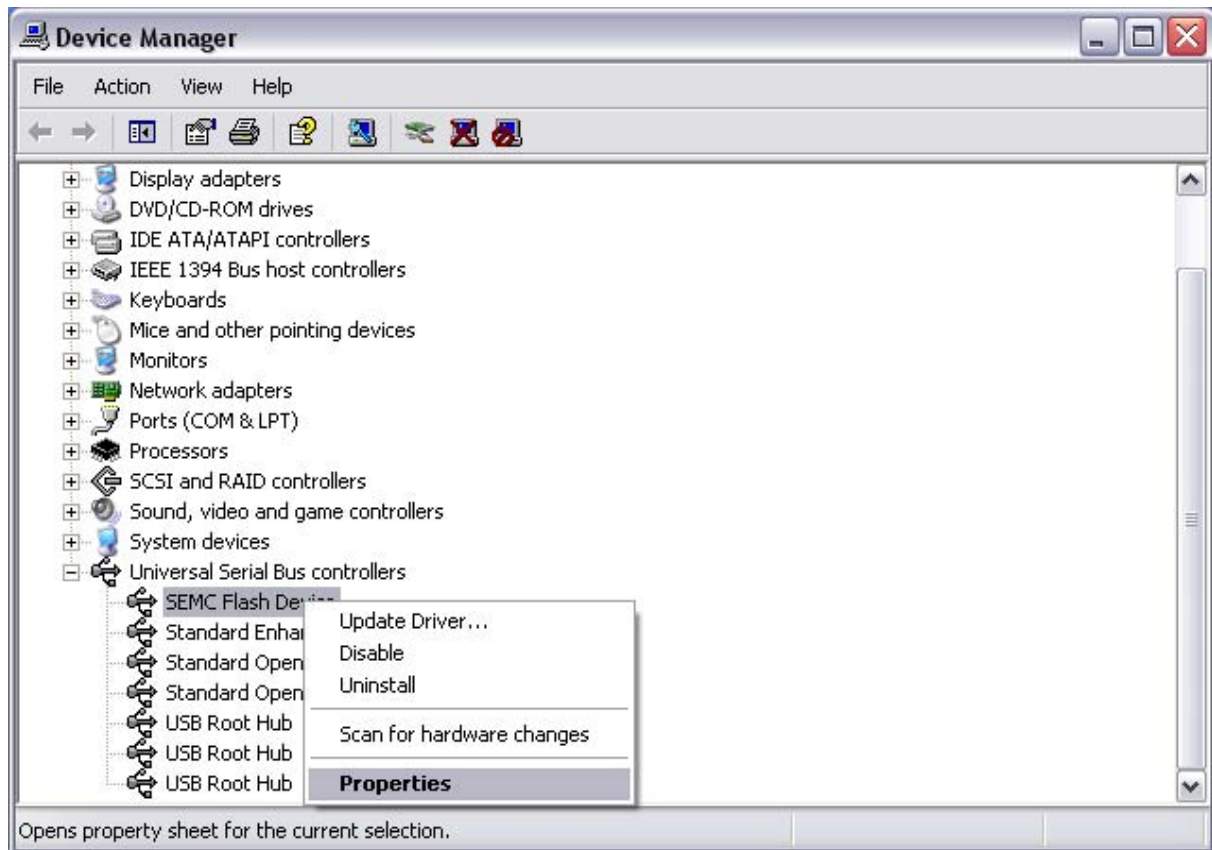 Device Manager
File Action View Help
Display adapters
DVD/CD-ROM drives
IDE ATA/ATAPI controllers
IEEE 1394 Bus host controllers
Keyboards
Mice and other pointing devices
Monitors
Network adapters
Ports (COM & LPT)
Processors
SCSI and RAID controllers
Sound, video and game controllers
System devices
Universal Serial Bus controllers
SEMC Flash Device
Standard Enhan
Standard Open
Standard Open
USB Root Hub
USB Root Hub
USB Root Hub
Update Driver...
Disable
Uninstall
Scan for hardware changes
Properties
Opens property sheet for the current selection.